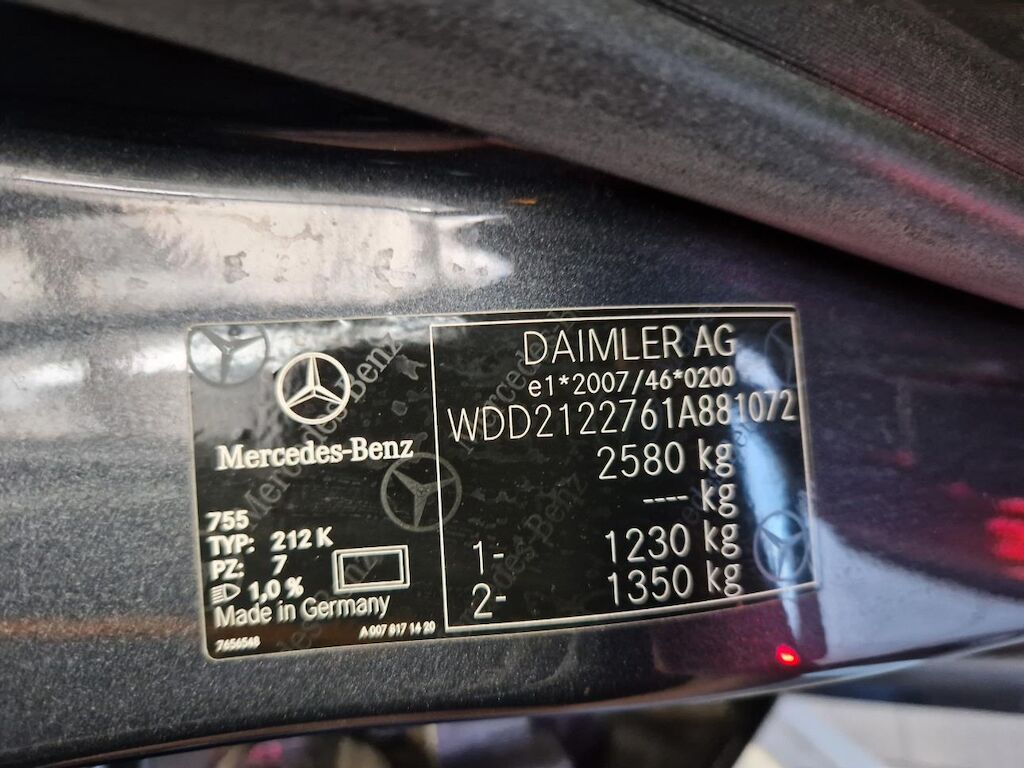 Mercedes-Benz
755
TYP: 212 K
PZ: 7
1,0 %
Made in Germany
7656548
A 007 817 14 20
DAIMLER AG
e1*2007/46*0200
WDD2122761A881072
2580 kg
---- kg
1- 1230 kg
2- 1350 kg